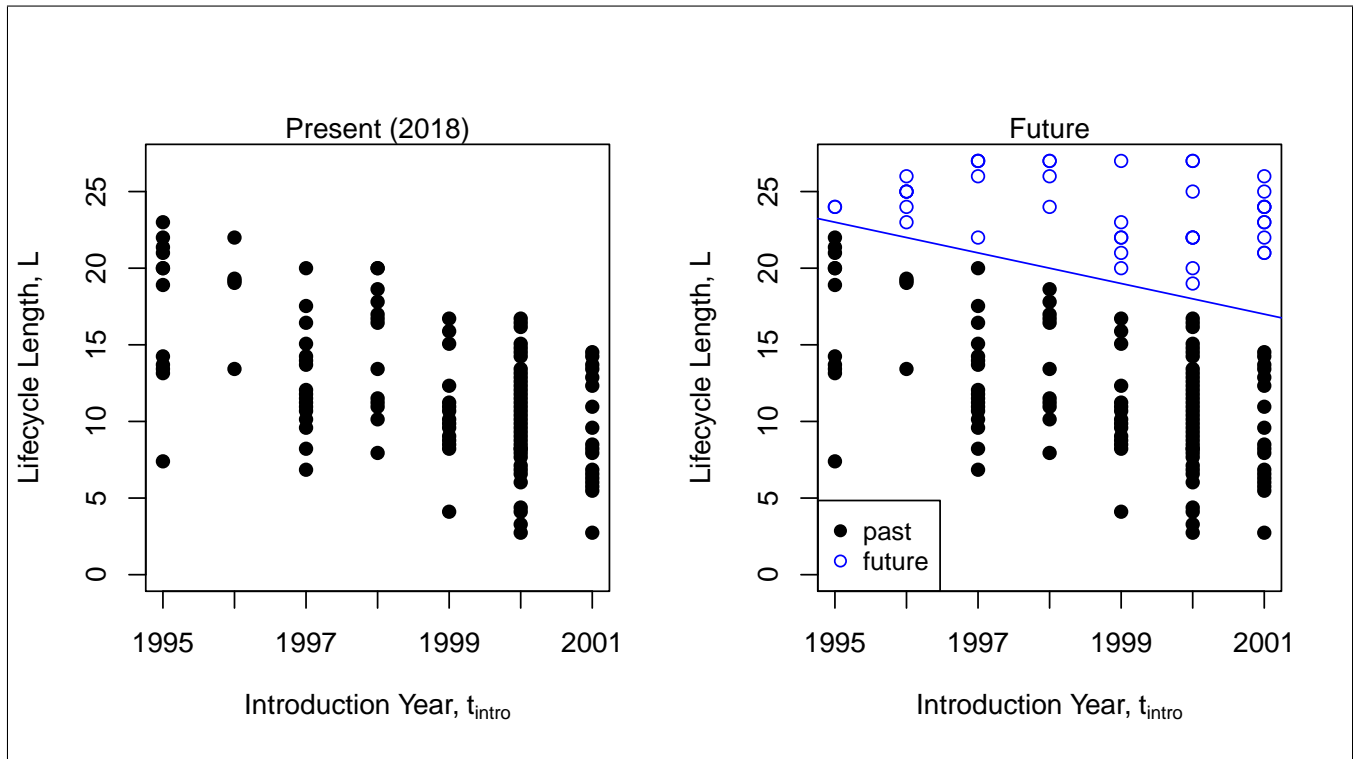 Present (2018)
Lifecycle Length, L
25
20
15
10
5
0
1995 1997 1999 2001
Introduction Year, tintro
Future
Lifecycle Length, L
25
20
15
10
5
0
past
future
1995 1997 1999 2001
Introduction Year, tintro